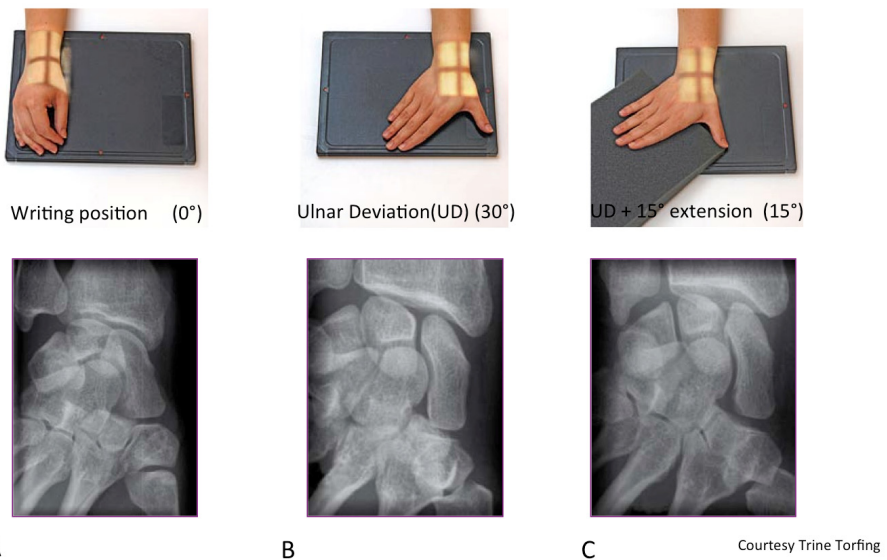 Writing position (0°)
Ulnar Deviation(UD) (30°)
UD + 15° extension (15°)
B
C
Courtesy Trine Torfing